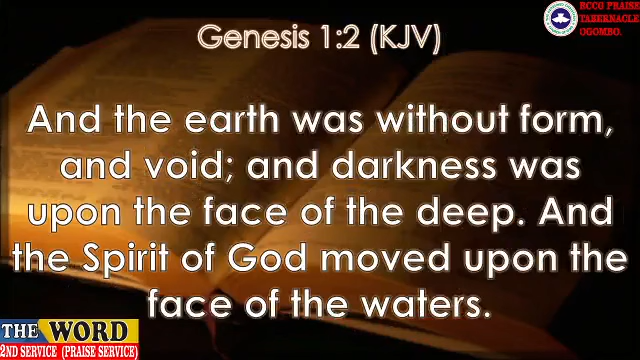 Genesis 1:2 (KJV)
RCCG PRAISE
TABERNACLE
OGOMBO.
And the earth was without form,
and void; and darkness was
upon the face of the deep. And
the Spirit of God moved upon the
face of the waters.
THE WORD
2ND SERVICE (PRAISE SERVICE)